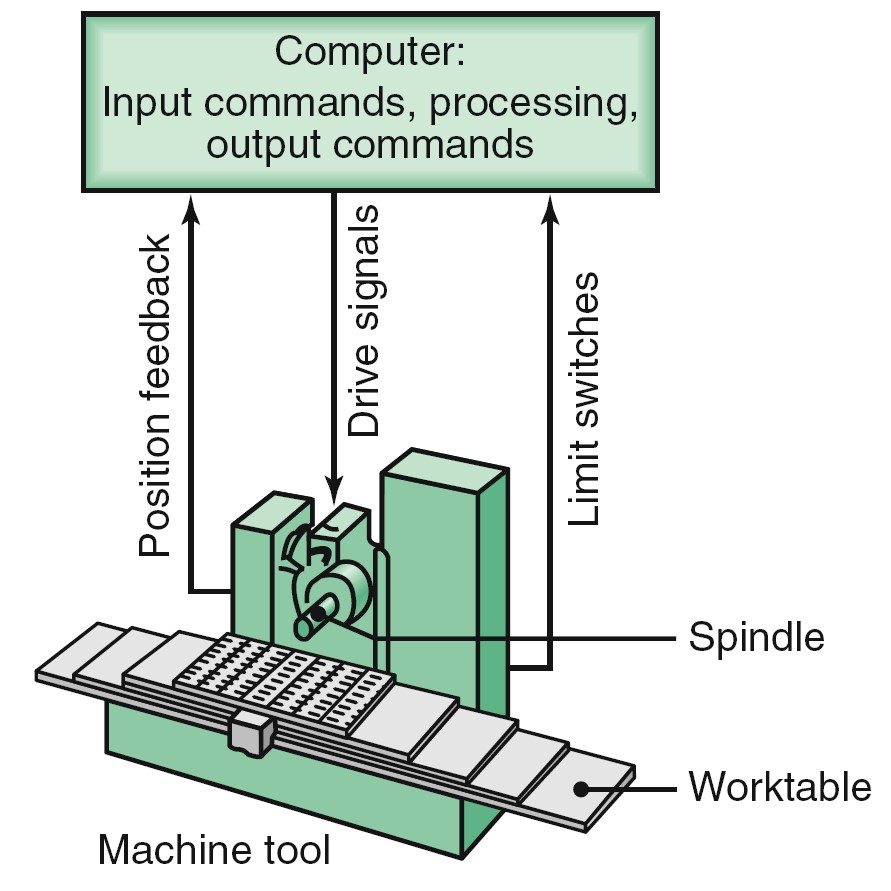 Computer:
Input commands, processing,
output commands
Position feedback
Drive signals
Limit switches
Spindle
Worktable
Machine tool